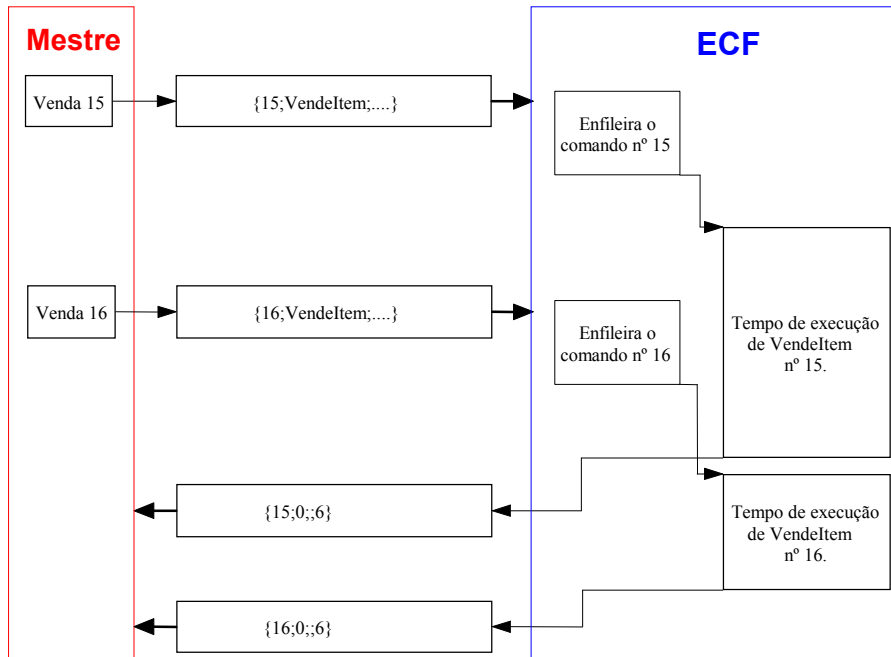 Mestre
ECF
Venda 15
{15;VendeItem;....}
Enfileira o
comando nº 15
Venda 16
{16;VendeItem;....}
Enfileira o
comando nº 16
Tempo de execução
de VendeItem
nº 15.
{15;0;;6}
Tempo de execução
de VendeItem
nº 16.
{16;0;;6}